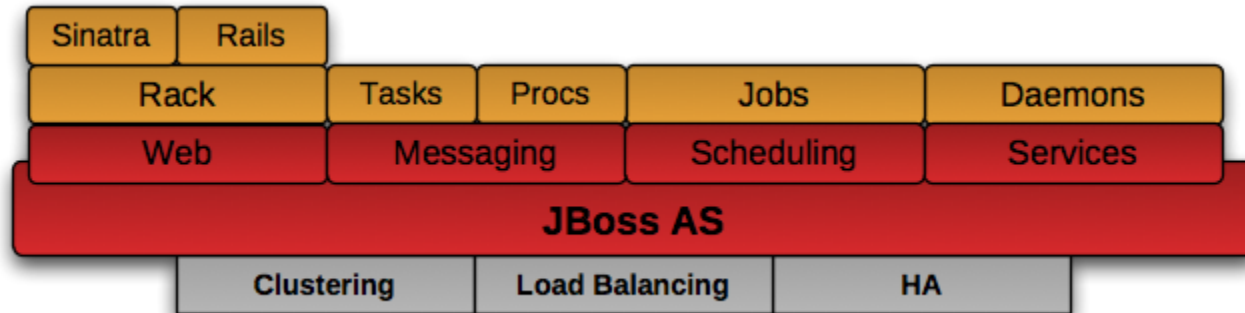 Sinatra Rails
Rack Tasks Procs Jobs Daemons
Web Messaging Scheduling Services
JBoss AS
Clustering Load Balancing HA